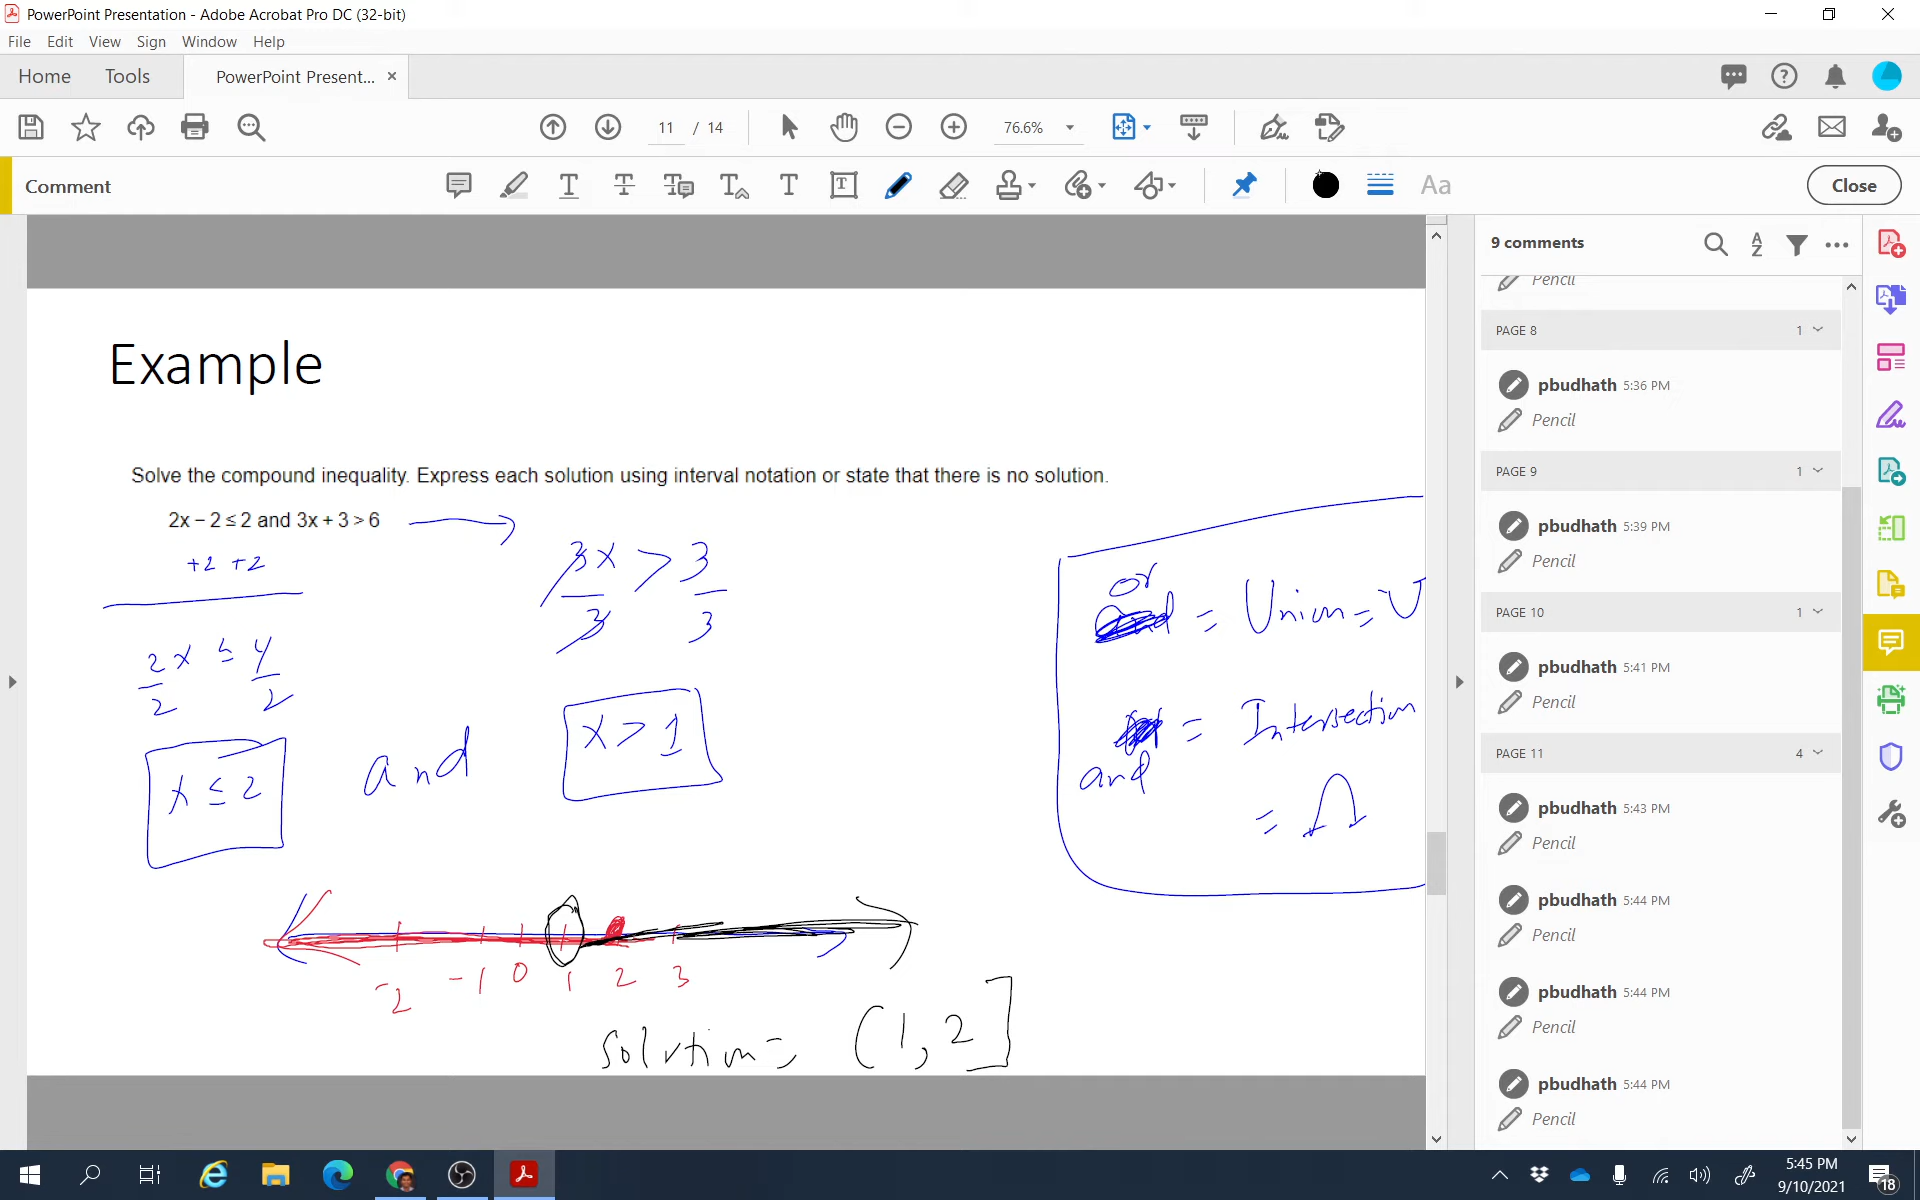 PowerPoint Presentation - Adobe Acrobat Pro DC (32-bit)
File Edit View Sign Window Help
Home Tools PowerPoint Present... ×
11 / 14 76.6%
Comment Aa Close
9 comments
Pencil
PAGE 8 1
pbudhath 5:36 PM
Pencil
PAGE 9 1
pbudhath 5:39 PM
Pencil
PAGE 10 1
pbudhath 5:41 PM
Pencil
PAGE 11 4
pbudhath 5:43 PM
Pencil
pbudhath 5:44 PM
Pencil
pbudhath 5:44 PM
Pencil
pbudhath 5:44 PM
Pencil
Example
Solve the compound inequality. Express each solution using interval notation or state that there is no solution.
2x − 2 ≤ 2 and 3x + 3 > 6
+2 +2
2x ≤ 4
2 2
x ≤ 2
and
3x > 3
3 3
x > 1
or
= Union = U
= Intersection
and
= ∩
-2 -1 0 1 2 3
Solution = (1, 2]
5:45 PM
9/10/2021
18